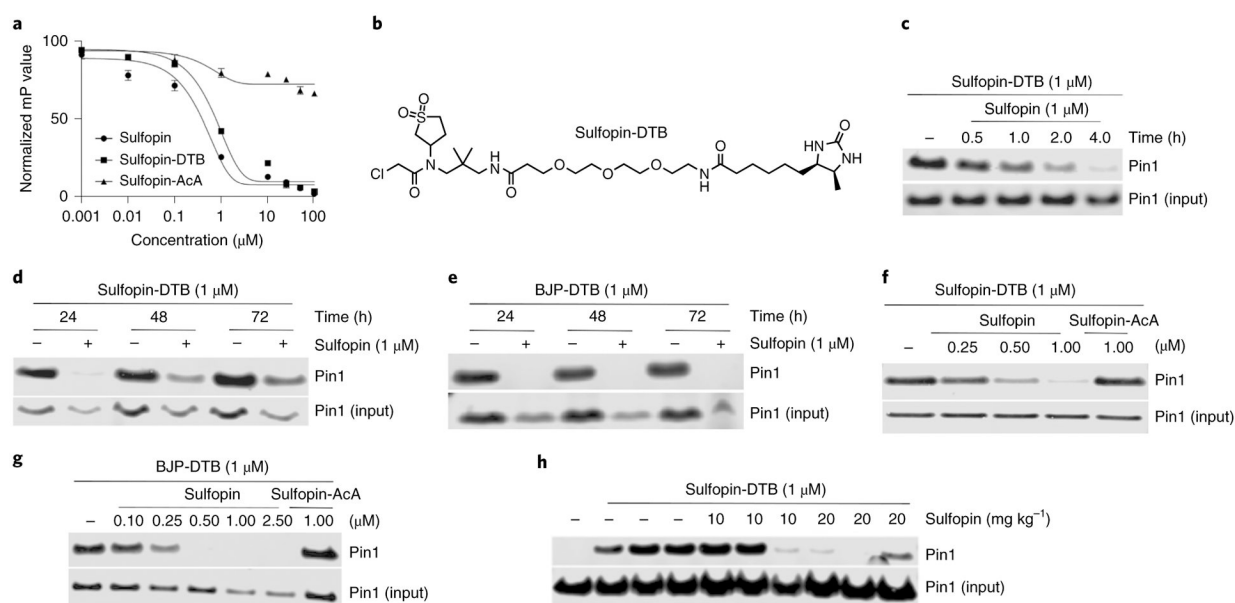 a
Normalized mP value
100
50
0
Sulfopin
Sulfopin-DTB
Sulfopin-AcA
0.001 0.01 0.1 1 10 100
Concentration (μM)
b
O O
S
Cl
O
N
N
H
O
O
O
O
N
H
O
O
HN
NH
Sulfopin-DTB
c
Sulfopin-DTB (1 μM)
Sulfopin (1 μM)
– 0.5 1.0 2.0 4.0 Time (h)
Pin1
Pin1 (input)
d
Sulfopin-DTB (1 μM)
24 48 72 Time (h)
– + – + – + Sulfopin (1 μM)
Pin1
Pin1 (input)
e
BJP-DTB (1 μM)
24 48 72 Time (h)
– + – + – + Sulfopin (1 μM)
Pin1
Pin1 (input)
f
Sulfopin-DTB (1 μM)
Sulfopin Sulfopin-AcA
– 0.25 0.50 1.00 1.00 (μM)
Pin1
Pin1 (input)
g
BJP-DTB (1 μM)
Sulfopin Sulfopin-AcA
– 0.10 0.25 0.50 1.00 2.50 1.00 (μM)
Pin1
Pin1 (input)
h
Sulfopin-DTB (1 μM)
– – – – 10 10 10 20 20 20 Sulfopin (mg kg⁻¹)
Pin1
Pin1 (input)